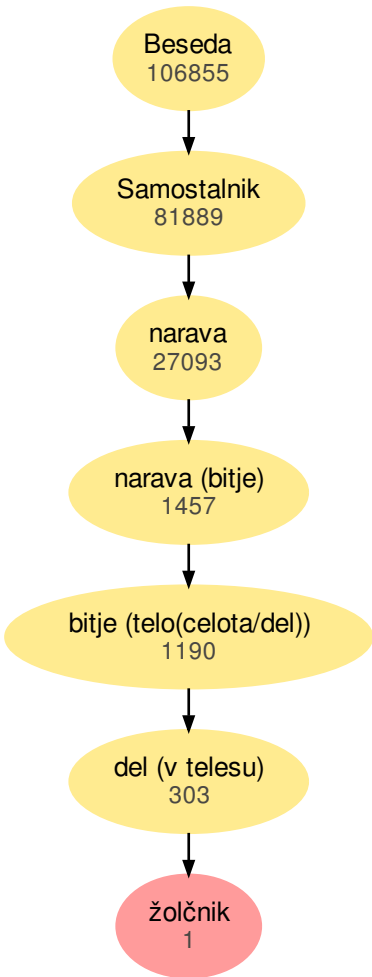 Beseda
106855
Samostalnik
81889
narava
27093
narava (bitje)
1457
bitje (telo(celota/del))
1190
del (v telesu)
303
žolčnik
1